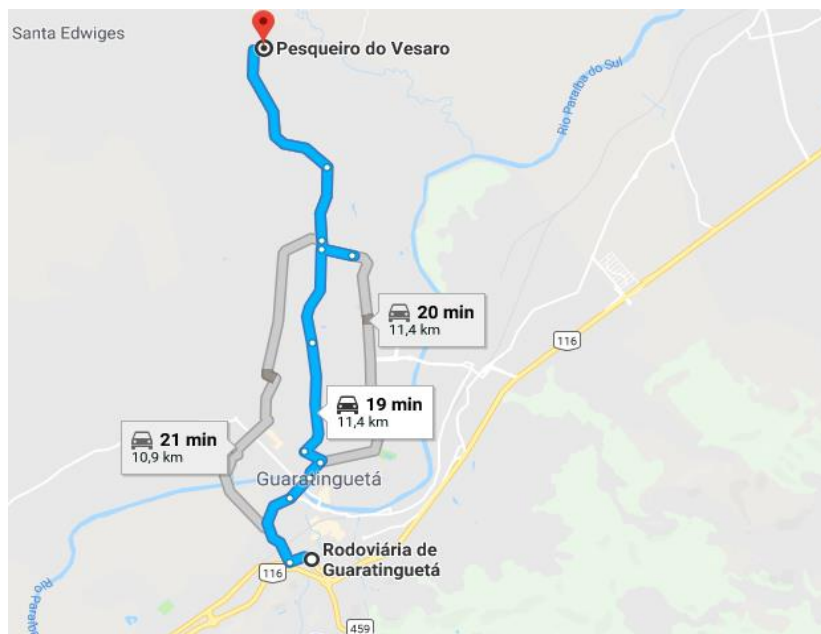 Santa Edwiges
Pesqueiro do Vesaro
Rio Paraíba do Sul
20 min
11,4 km
116
19 min
11,4 km
21 min
10,9 km
Guaratinguetá
Rodoviária de
Guaratinguetá
116
459